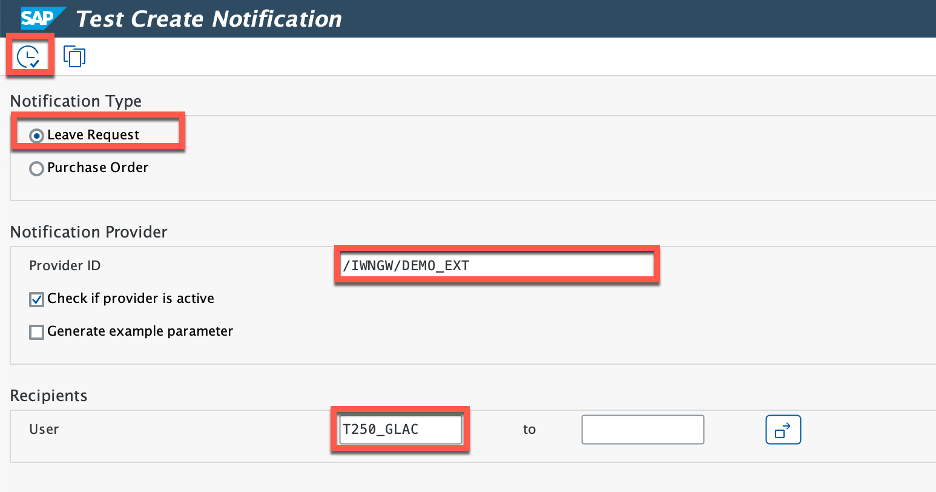 SAP Test Create Notification
Notification Type
Leave Request
Purchase Order
Notification Provider
Provider ID /IWNGW/DEMO_EXT
Check if provider is active
Generate example parameter
Recipients
User T250_GLAC to